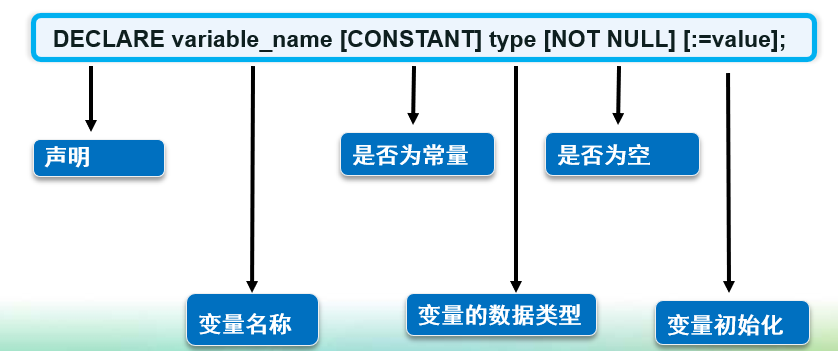 DECLARE variable_name [CONSTANT] type [NOT NULL] [:=value];
声明
是否为常量
是否为空
变量名称
变量的数据类型
变量初始化